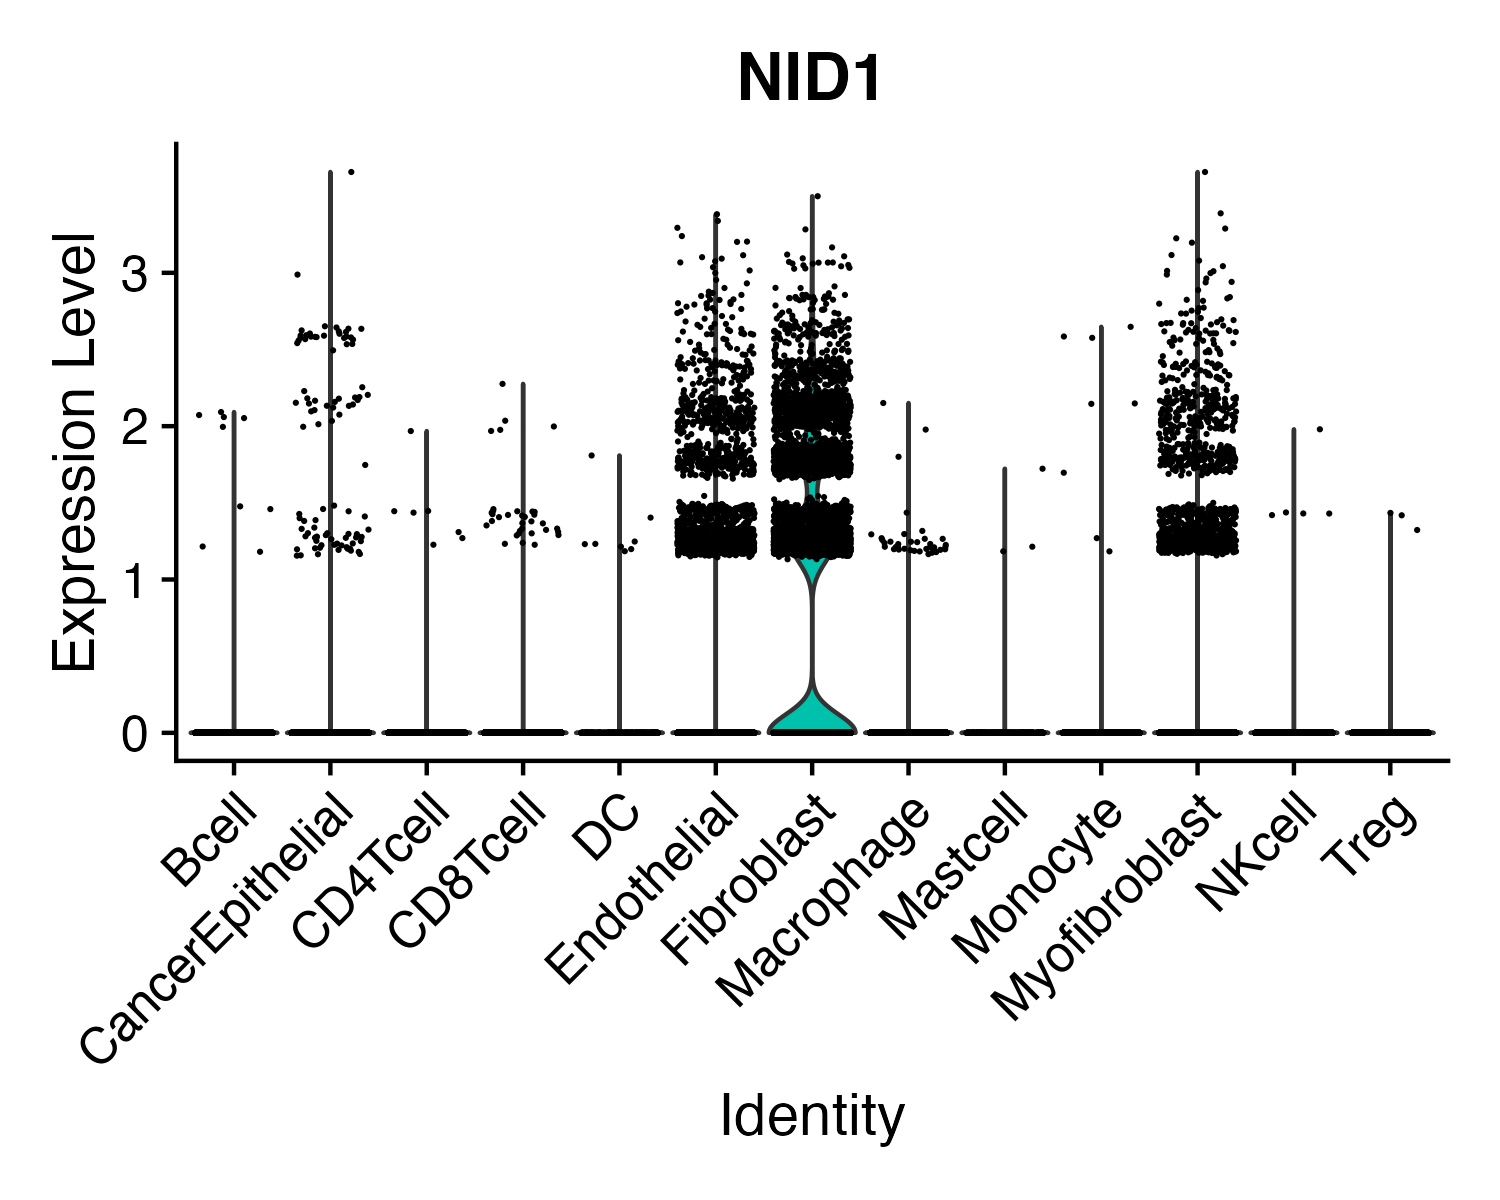 NID1
Expression Level
3
2
1
0
Bcell
CancerEpithelial
CD4Tcell
CD8Tcell
DC
Endothelial
Fibroblast
Macrophage
Mastcell
Monocyte
Myofibroblast
NKcell
Treg
Identity